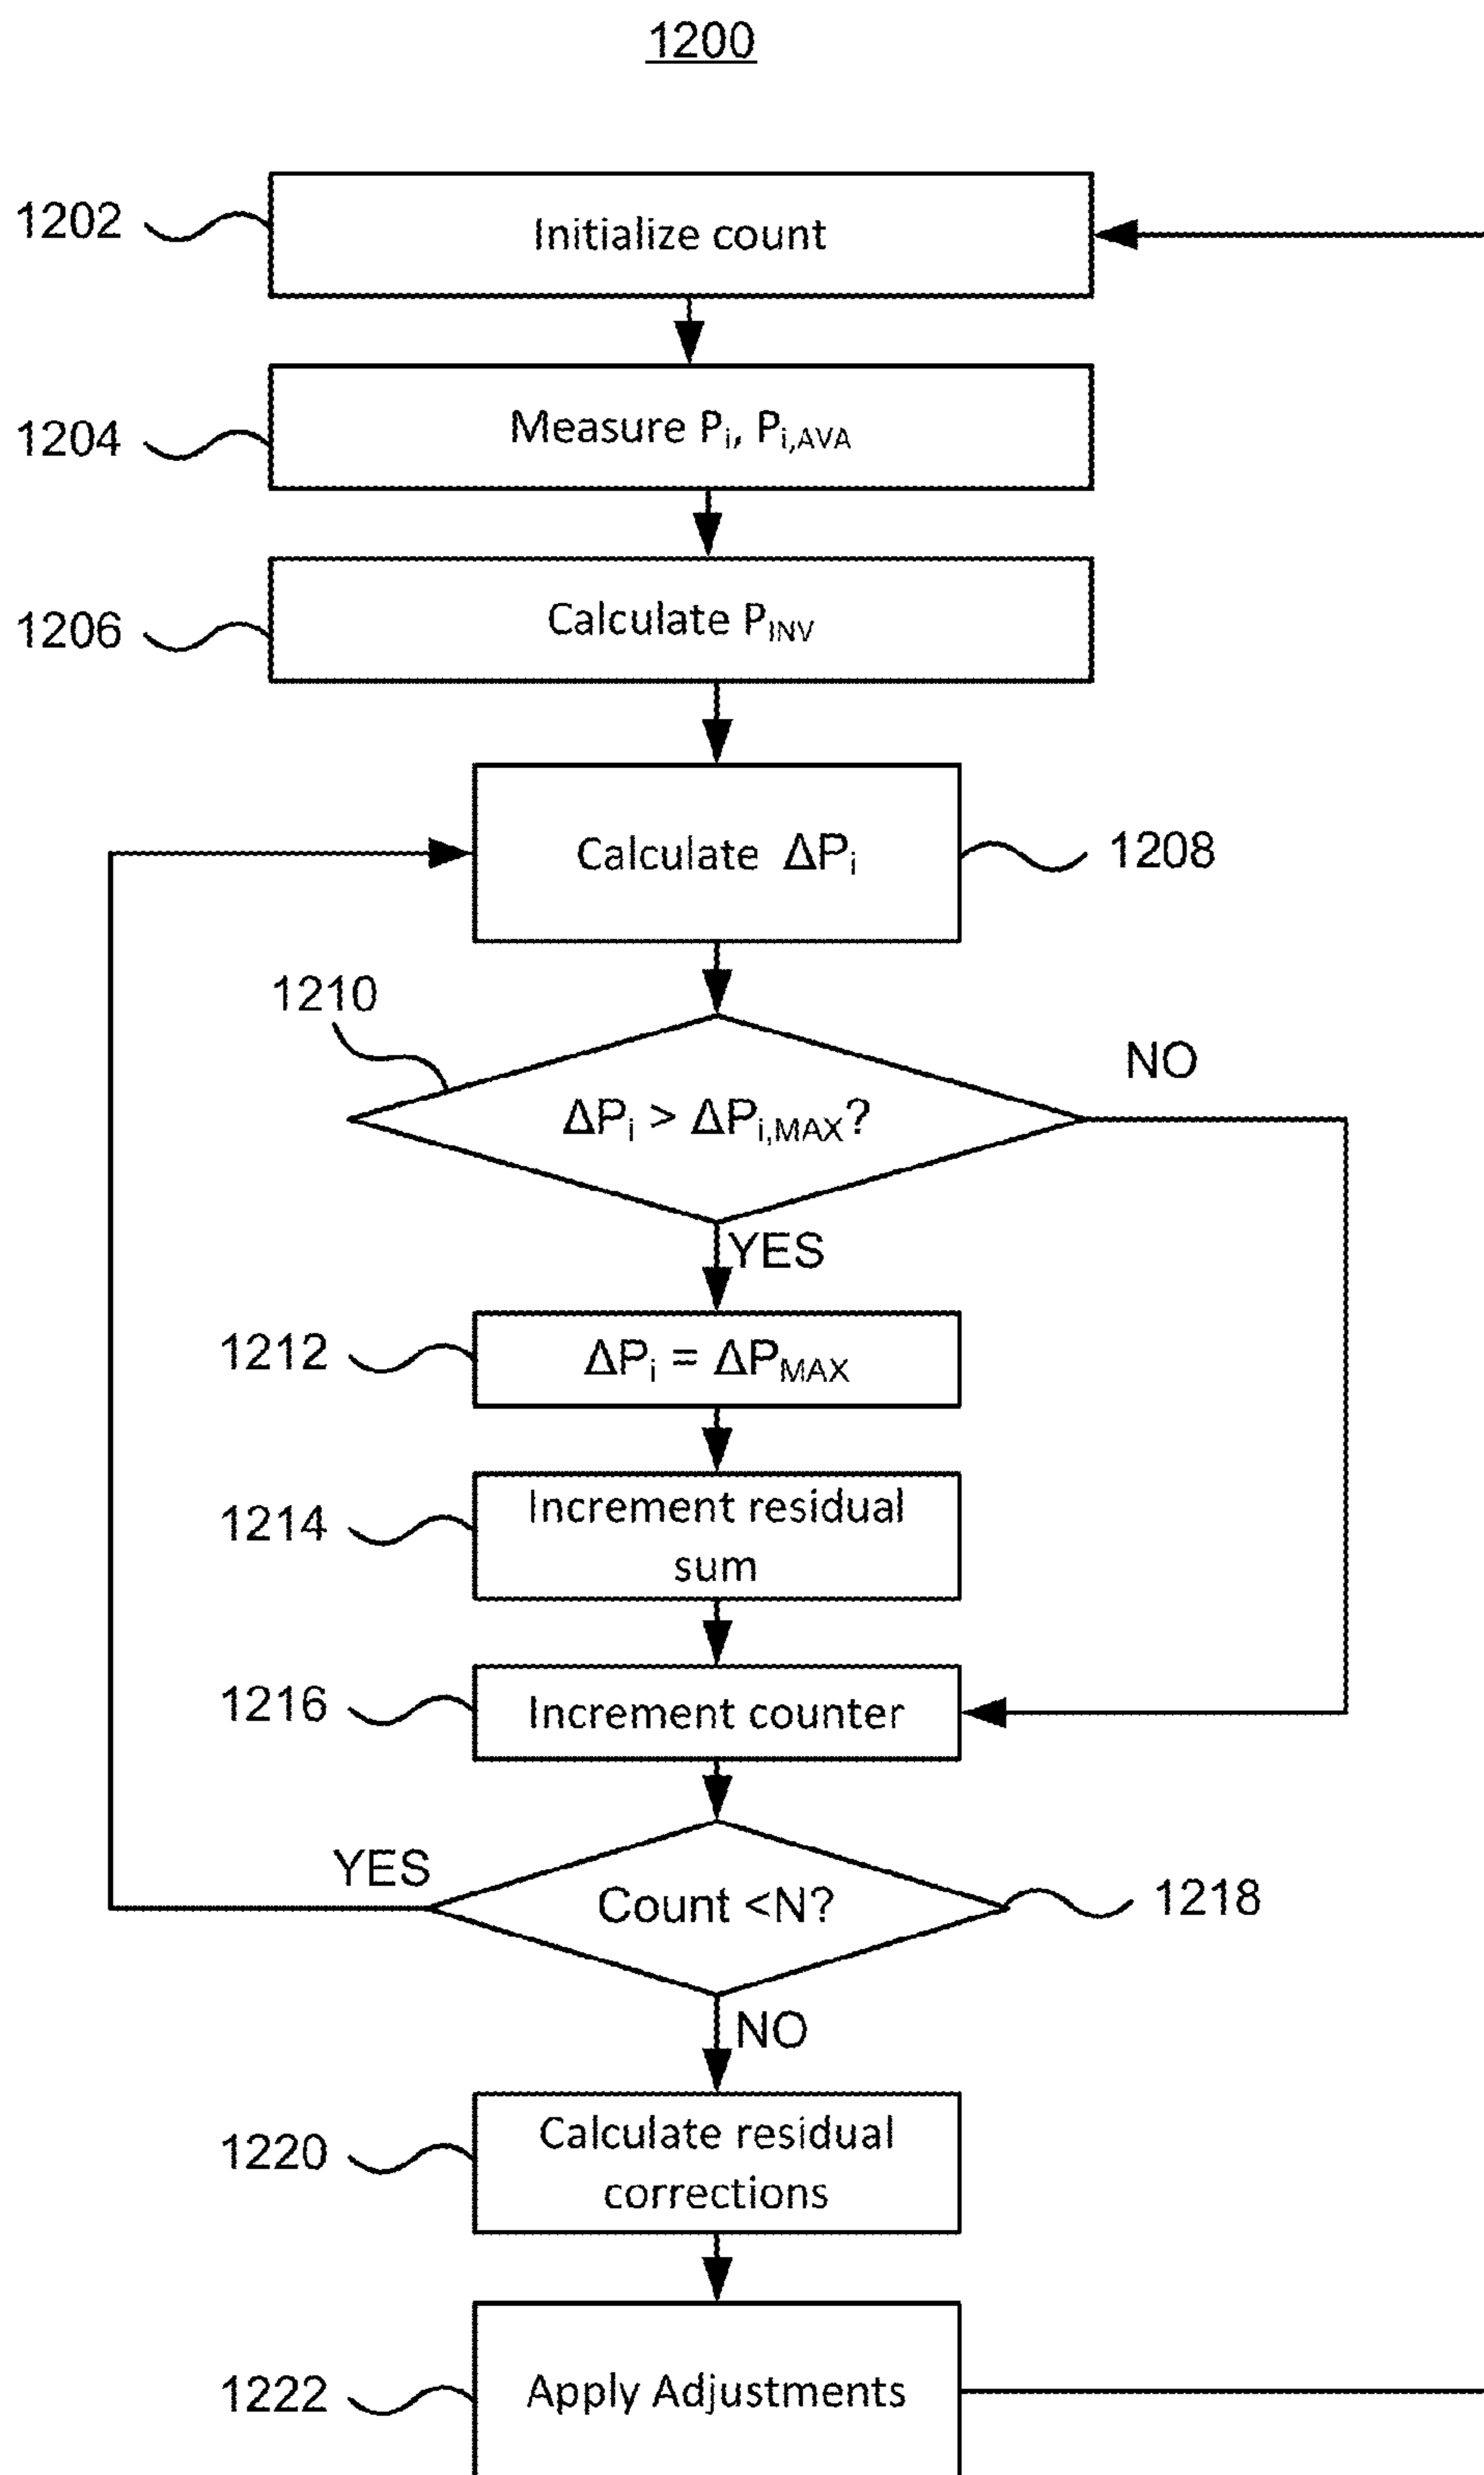 1200
1202
Initialize count
1204
Measure Pi, Pi,AVA
1206
Calculate PINV
Calculate ΔPi
1208
1210
NO
ΔPi > ΔPi,MAX?
YES
1212
ΔPi = ΔPMAX
1214
Increment residual
sum
1216
Increment counter
YES
Count <N?
1218
NO
1220
Calculate residual
corrections
1222
Apply Adjustments